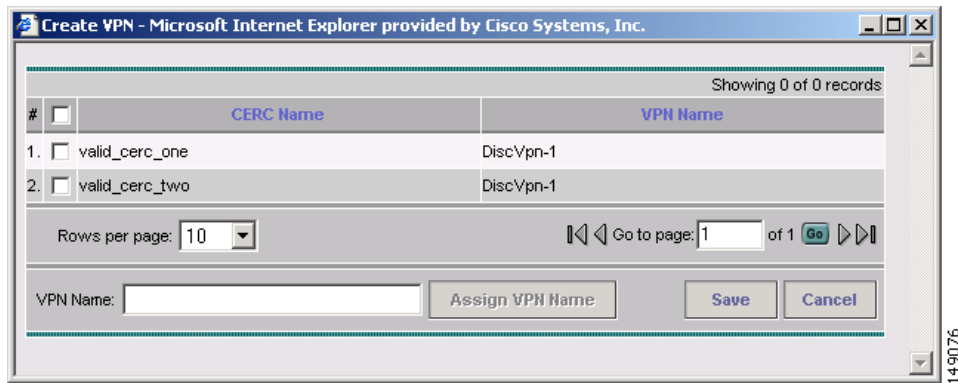 Create VPN - Microsoft Internet Explorer provided by Cisco Systems, Inc.
Showing 0 of 0 records
# CERC Name VPN Name
1. valid_cerc_one DiscVpn-1
2. valid_cerc_two DiscVpn-1
Rows per page: 10 Go to page: 1 of 1 Go
VPN Name: Assign VPN Name Save Cancel
149076